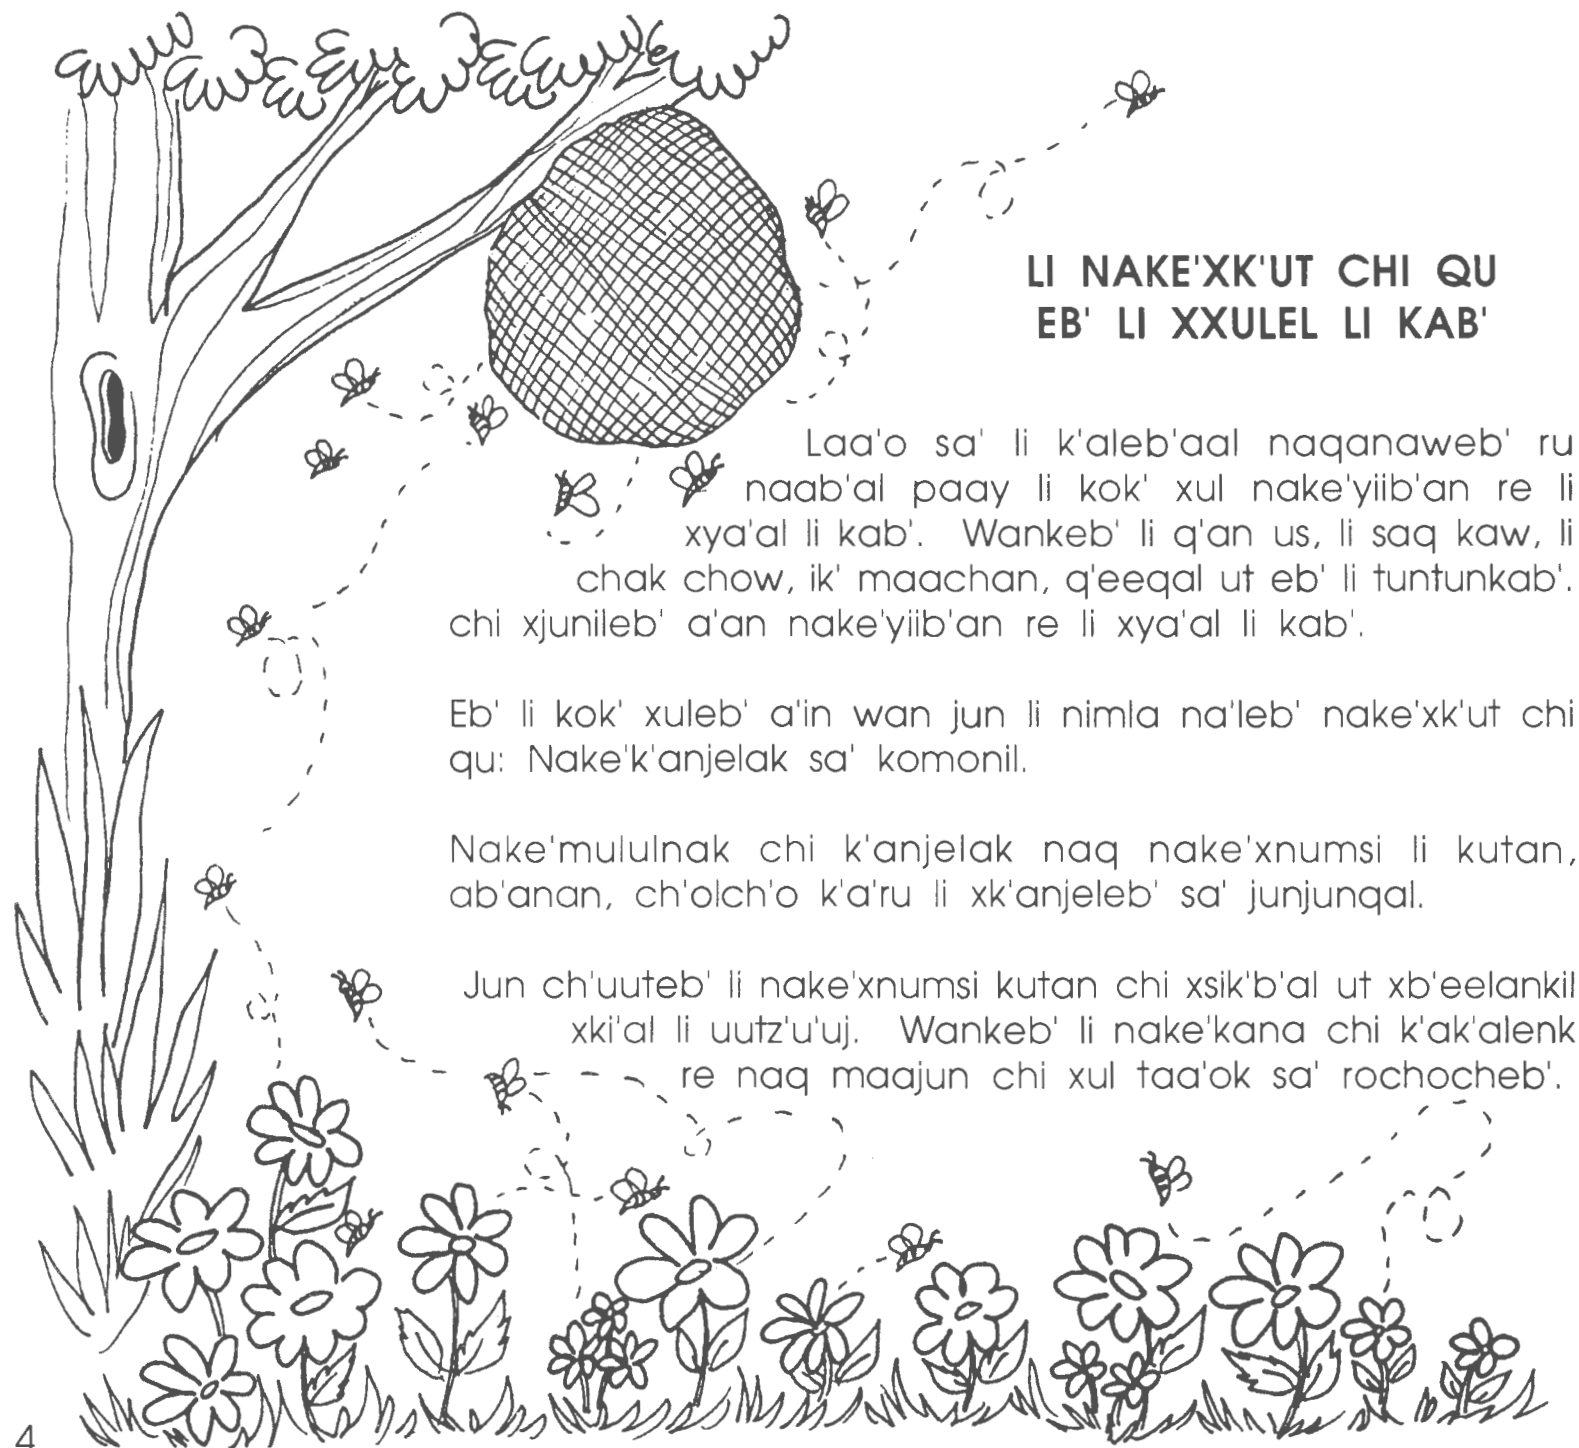 LI NAKE'XK'UT CHI QU
EB' LI XXULEL LI KAB'
Laa'o sa' li k'aleb'aal naqanaweb' ru
naab'al paay li kok' xul nake'yiib'an re li
xya'al li kab'. Wankeb' li q'an us, li saq kaw, li
chak chow, ik' maachan, q'eeqal ut eb' li tuntunkab'.
chi xjunileb' a'an nake'yiib'an re li xya'al li kab'.
Eb' li kok' xuleb' a'in wan jun li nimla na'leb' nake'xk'ut chi
qu: Nake'k'anjelak sa' komonil.
Nake'mululnak chi k'anjelak naq nake'xnumsi li kutan,
ab'anan, ch'olch'o k'a'ru li xk'anjeleb' sa' junjunqal.
Jun ch'uuteb' li nake'xnumsi kutan chi xsik'b'al ut xb'eelankil
xki'al li uutz'u'uj. Wankeb' li nake'kana chi k'ak'alenk
re naq maajun chi xul taa'ok sa' rochocheb'.
4